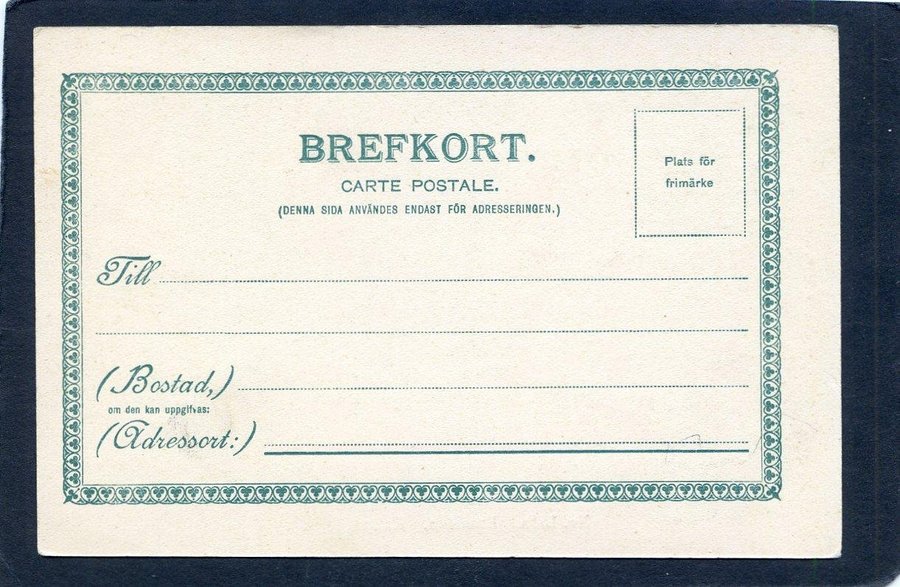 BREFKORT.
CARTE POSTALE.
(DENNA SIDA ANVÄNDES ENDAST FÖR ADRESSERINGEN.)
Plats för
frimärke
Till
(Bostad,)
om den kan uppgifvas:
(Adressort:)